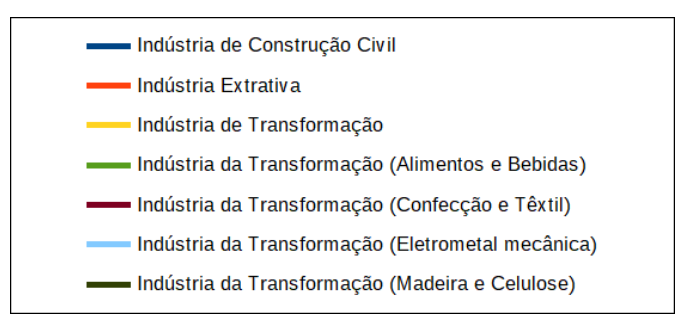 Indústria de Construção Civil
Indústria Extrativa
Indústria de Transformação
Indústria da Transformação (Alimentos e Bebidas)
Indústria da Transformação (Confecção e Têxtil)
Indústria da Transformação (Eletrometal mecânica)
Indústria da Transformação (Madeira e Celulose)